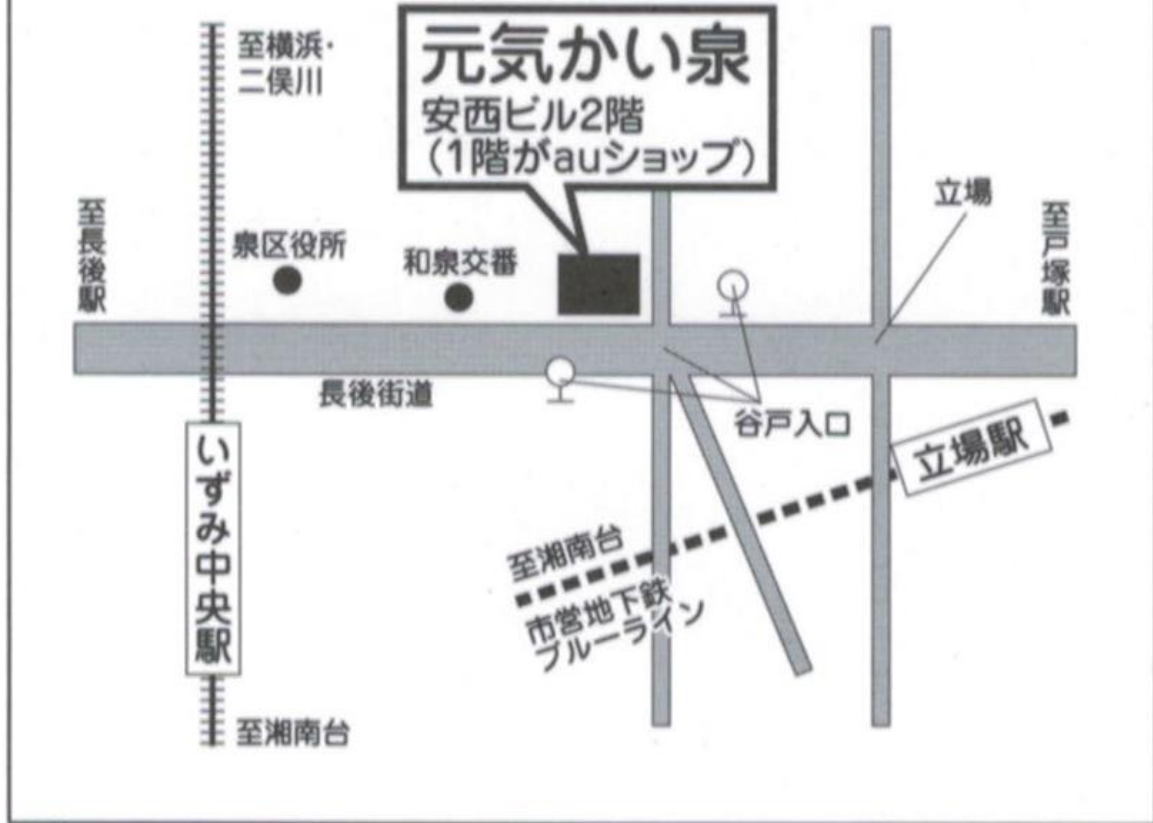 至横浜・
二俣川
元気かい泉
安西ビル2階
（1階がauショップ）
立場
至長後駅
至戸塚駅
泉区役所
和泉交番
長後街道
谷戸入口
立場駅
いずみ中央駅
至湘南台
市営地下鉄
ブルーライン
至湘南台